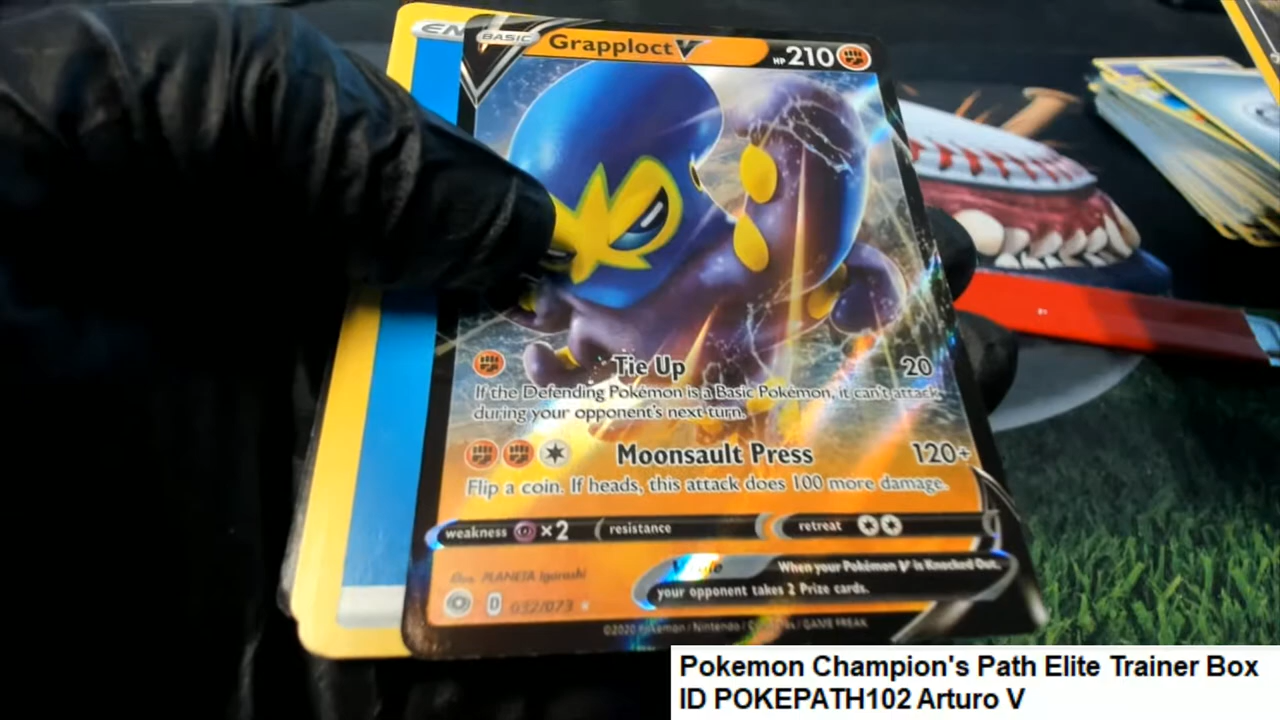 EN
BASIC Grapploct V HP 210
Tie Up 20
If the Defending Pokémon is a Basic Pokémon, it can't attack
during your opponent's next turn.
Moonsault Press 120+
Flip a coin. If heads, this attack does 100 more damage.
weakness ×2 resistance retreat
When your Pokémon V is Knocked Out,
your opponent takes 2 Prize cards.
Illus. PLANETA Igarashi
D 032/073
©2020 Pokémon / Nintendo / Creatures / GAME FREAK
Pokemon Champion's Path Elite Trainer Box
ID POKEPATH102 Arturo V